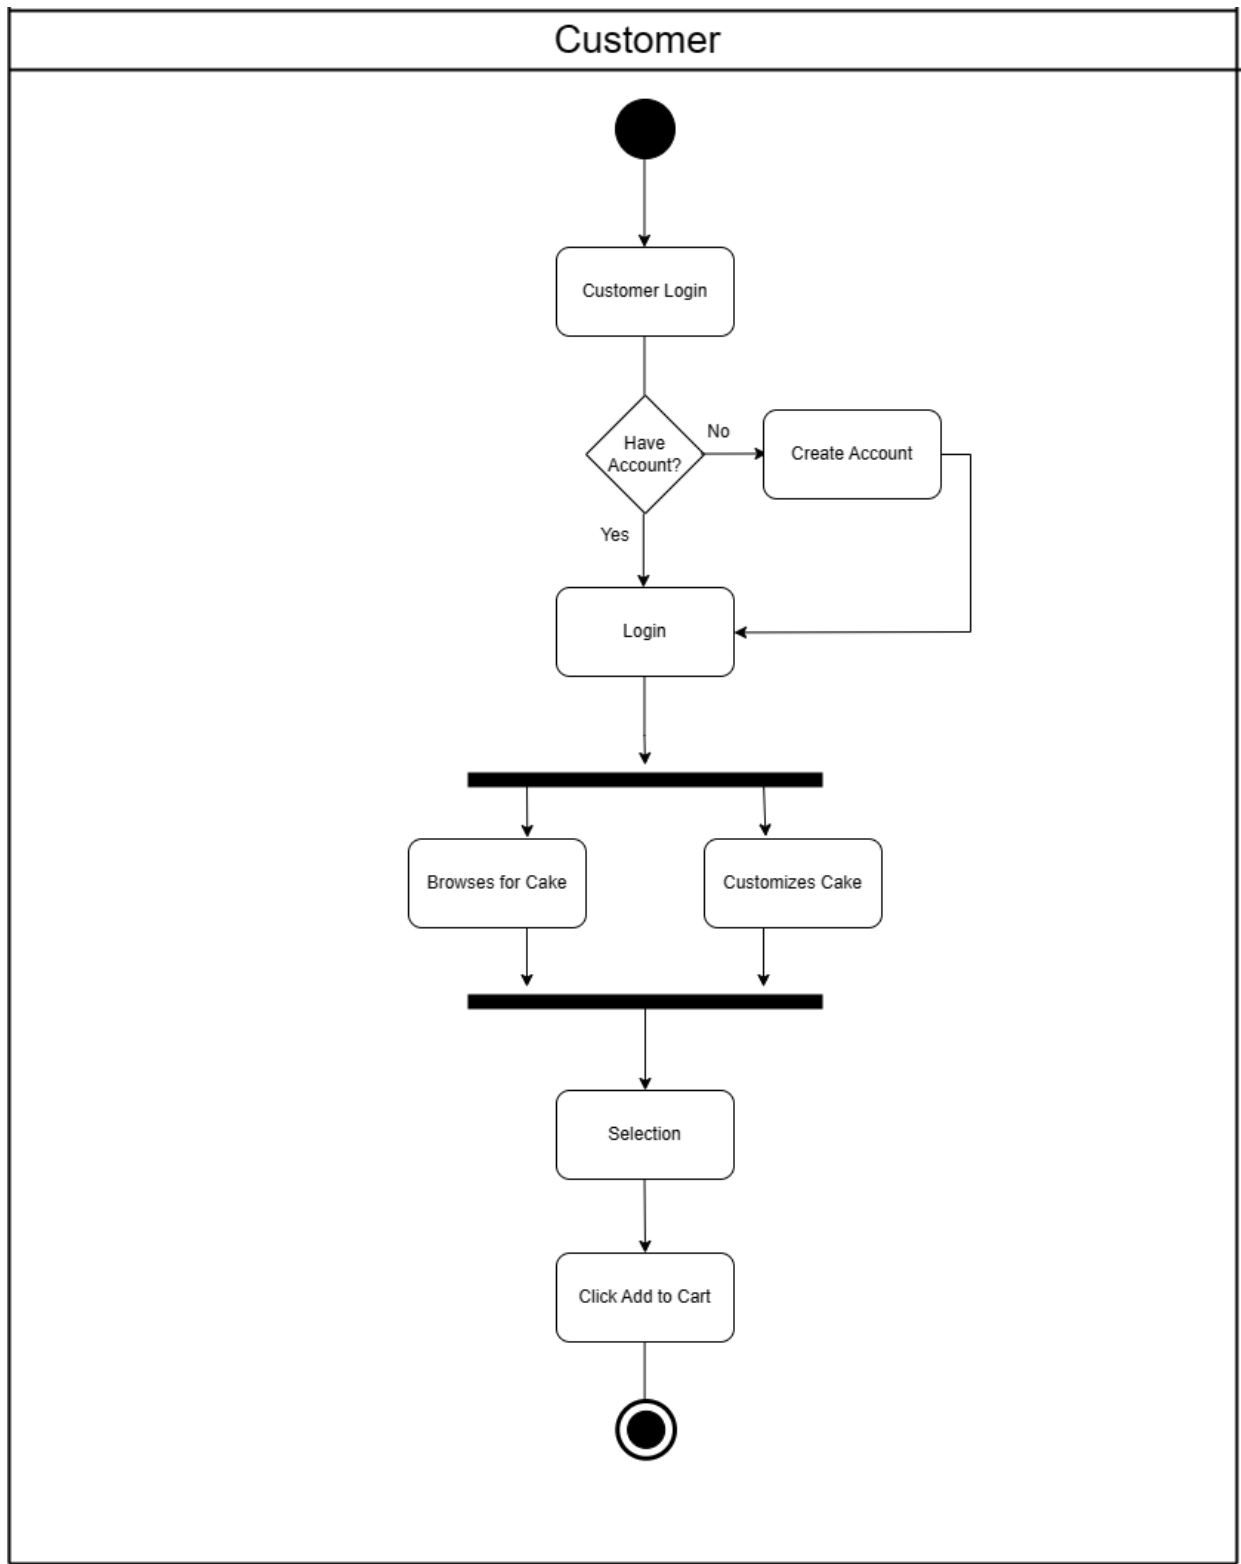 Customer
Customer Login
Have
Account?
No
Create Account
Yes
Login
Browses for Cake
Customizes Cake
Selection
Click Add to Cart